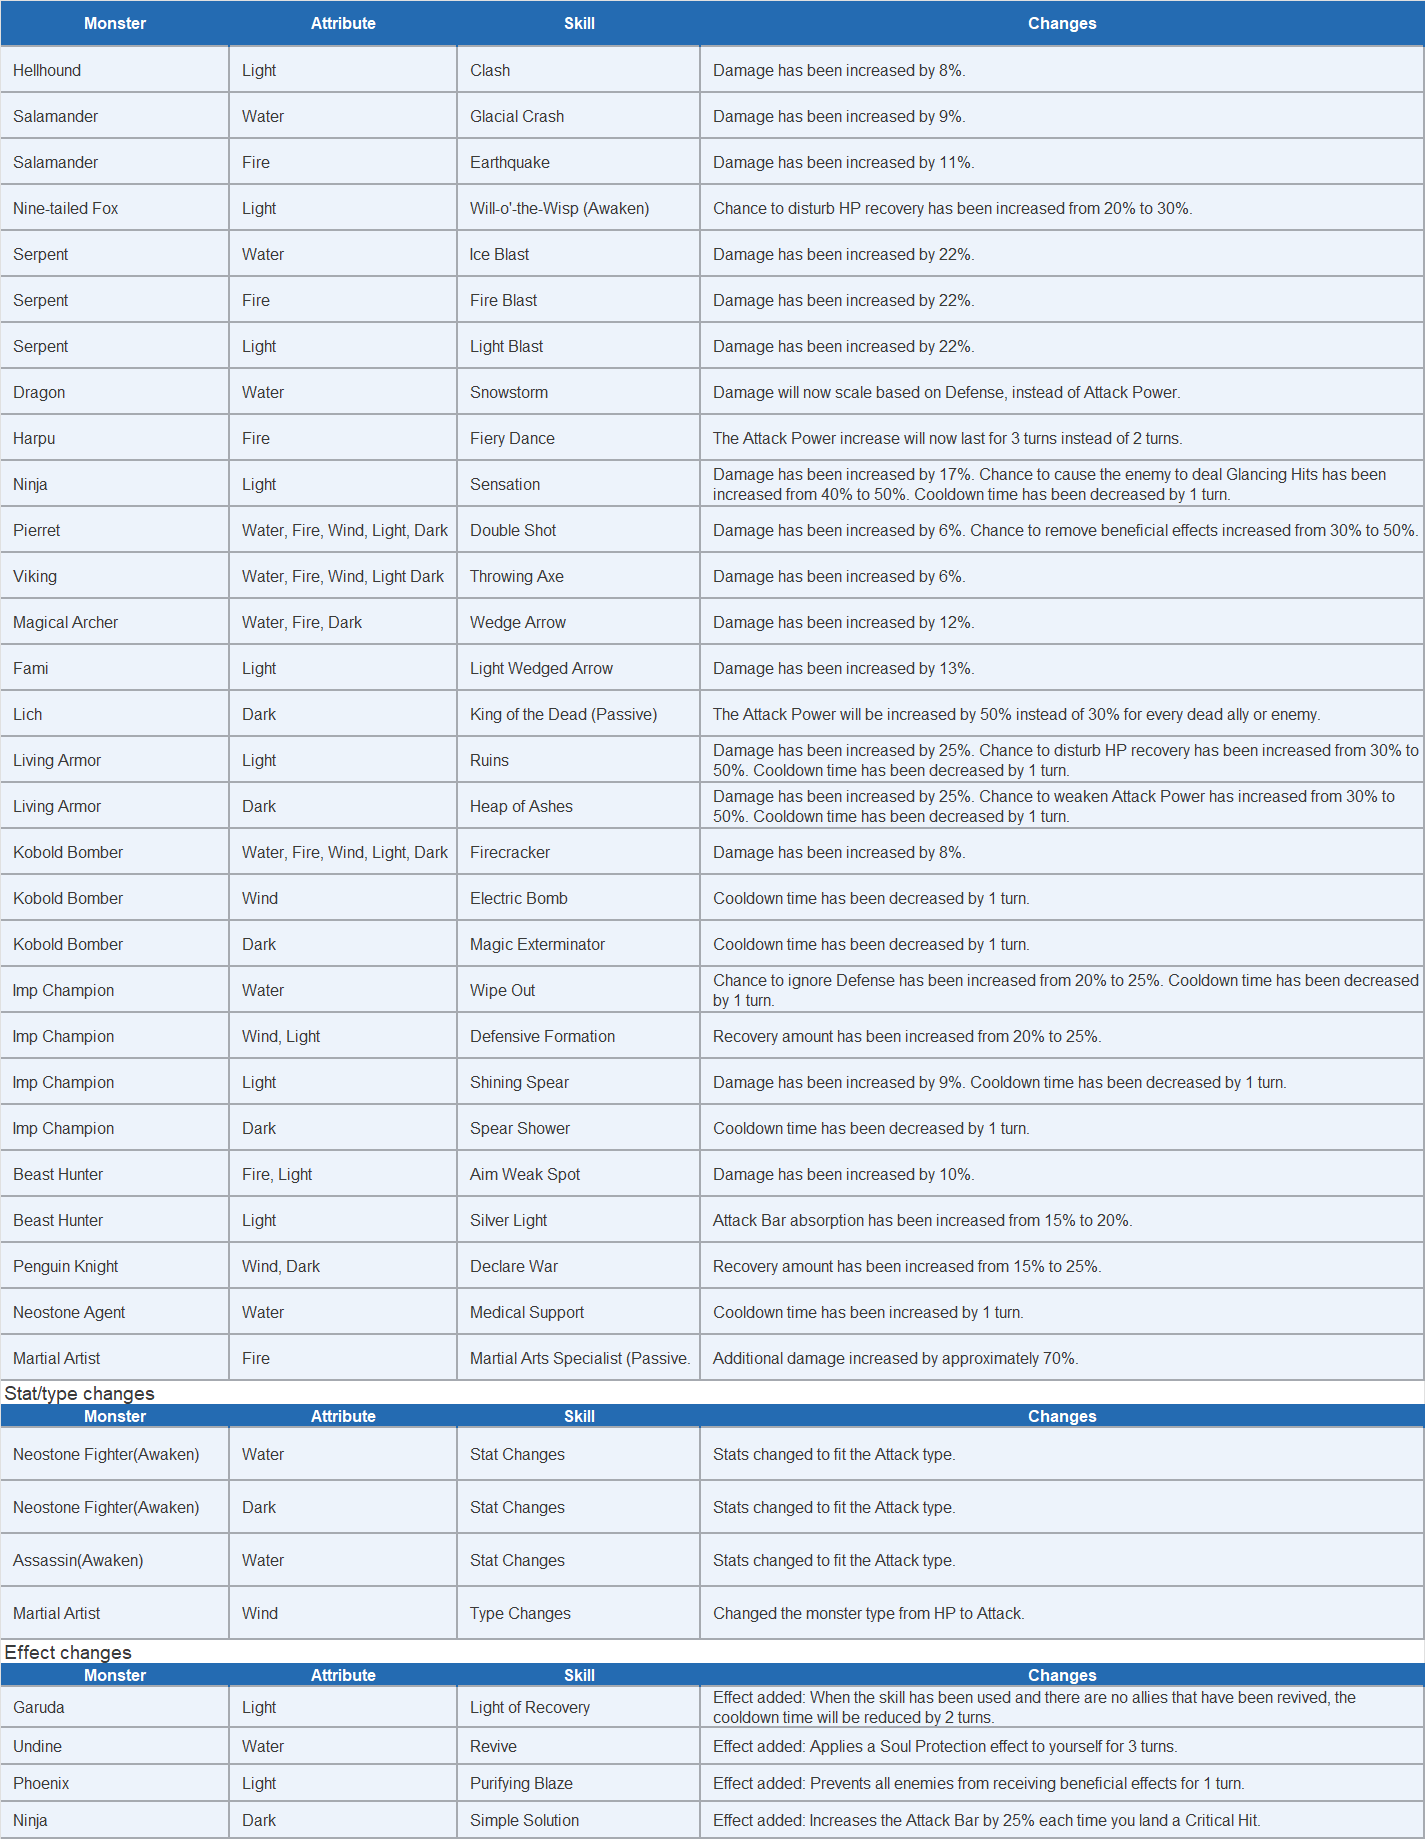 Monster Attribute Skill Changes
Hellhound Light Clash Damage has been increased by 8%.
Salamander Water Glacial Crash Damage has been increased by 9%.
Salamander Fire Earthquake Damage has been increased by 11%.
Nine-tailed Fox Light Will-o'-the-Wisp (Awaken) Chance to disturb HP recovery has been increased from 20% to 30%.
Serpent Water Ice Blast Damage has been increased by 22%.
Serpent Fire Fire Blast Damage has been increased by 22%.
Serpent Light Light Blast Damage has been increased by 22%.
Dragon Water Snowstorm Damage will now scale based on Defense, instead of Attack Power.
Harpu Fire Fiery Dance The Attack Power increase will now last for 3 turns instead of 2 turns.
Ninja Light Sensation Damage has been increased by 17%. Chance to cause the enemy to deal Glancing Hits has been
increased from 40% to 50%. Cooldown time has been decreased by 1 turn.
Pierret Water, Fire, Wind, Light, Dark Double Shot Damage has been increased by 6%. Chance to remove beneficial effects increased from 30% to 50%.
Viking Water, Fire, Wind, Light Dark Throwing Axe Damage has been increased by 6%.
Magical Archer Water, Fire, Dark Wedge Arrow Damage has been increased by 12%.
Fami Light Light Wedged Arrow Damage has been increased by 13%.
Lich Dark King of the Dead (Passive) The Attack Power will be increased by 50% instead of 30% for every dead ally or enemy.
Living Armor Light Ruins Damage has been increased by 25%. Chance to disturb HP recovery has been increased from 30% to
50%. Cooldown time has been decreased by 1 turn.
Living Armor Dark Heap of Ashes Damage has been increased by 25%. Chance to weaken Attack Power has increased from 30% to
50%. Cooldown time has been decreased by 1 turn.
Kobold Bomber Water, Fire, Wind, Light, Dark Firecracker Damage has been increased by 8%.
Kobold Bomber Wind Electric Bomb Cooldown time has been decreased by 1 turn.
Kobold Bomber Dark Magic Exterminator Cooldown time has been decreased by 1 turn.
Imp Champion Water Wipe Out Chance to ignore Defense has been increased from 20% to 25%. Cooldown time has been decreased
by 1 turn.
Imp Champion Wind, Light Defensive Formation Recovery amount has been increased from 20% to 25%.
Imp Champion Light Shining Spear Damage has been increased by 9%. Cooldown time has been decreased by 1 turn.
Imp Champion Dark Spear Shower Cooldown time has been decreased by 1 turn.
Beast Hunter Fire, Light Aim Weak Spot Damage has been increased by 10%.
Beast Hunter Light Silver Light Attack Bar absorption has been increased from 15% to 20%.
Penguin Knight Wind, Dark Declare War Recovery amount has been increased from 15% to 25%.
Neostone Agent Water Medical Support Cooldown time has been increased by 1 turn.
Martial Artist Fire Martial Arts Specialist (Passive. Additional damage increased by approximately 70%.
Stat/type changes
Monster Attribute Skill Changes
Neostone Fighter(Awaken) Water Stat Changes Stats changed to fit the Attack type.
Neostone Fighter(Awaken) Dark Stat Changes Stats changed to fit the Attack type.
Assassin(Awaken) Water Stat Changes Stats changed to fit the Attack type.
Martial Artist Wind Type Changes Changed the monster type from HP to Attack.
Effect changes
Monster Attribute Skill Changes
Garuda Light Light of Recovery Effect added: When the skill has been used and there are no allies that have been revived, the
cooldown time will be reduced by 2 turns.
Undine Water Revive Effect added: Applies a Soul Protection effect to yourself for 3 turns.
Phoenix Light Purifying Blaze Effect added: Prevents all enemies from receiving beneficial effects for 1 turn.
Ninja Dark Simple Solution Effect added: Increases the Attack Bar by 25% each time you land a Critical Hit.